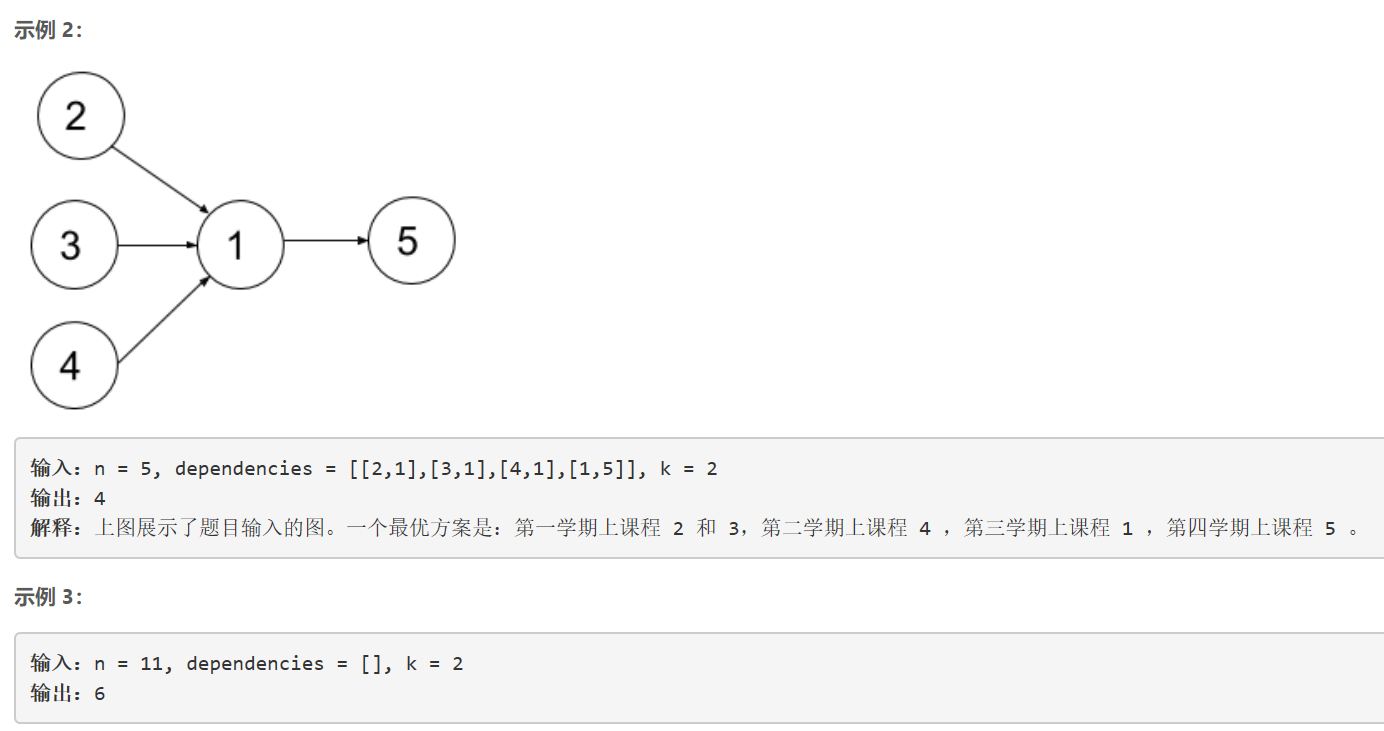 示例 2：
2
3
1
5
4
输入：n = 5, dependencies = [[2,1],[3,1],[4,1],[1,5]], k = 2
输出：4
解释：上图展示了题目输入的图。一个最优方案是：第一学期上课程 2 和 3，第二学期上课程 4 ，第三学期上课程 1 ，第四学期上课程 5 。
示例 3：
输入：n = 11, dependencies = [], k = 2
输出：6